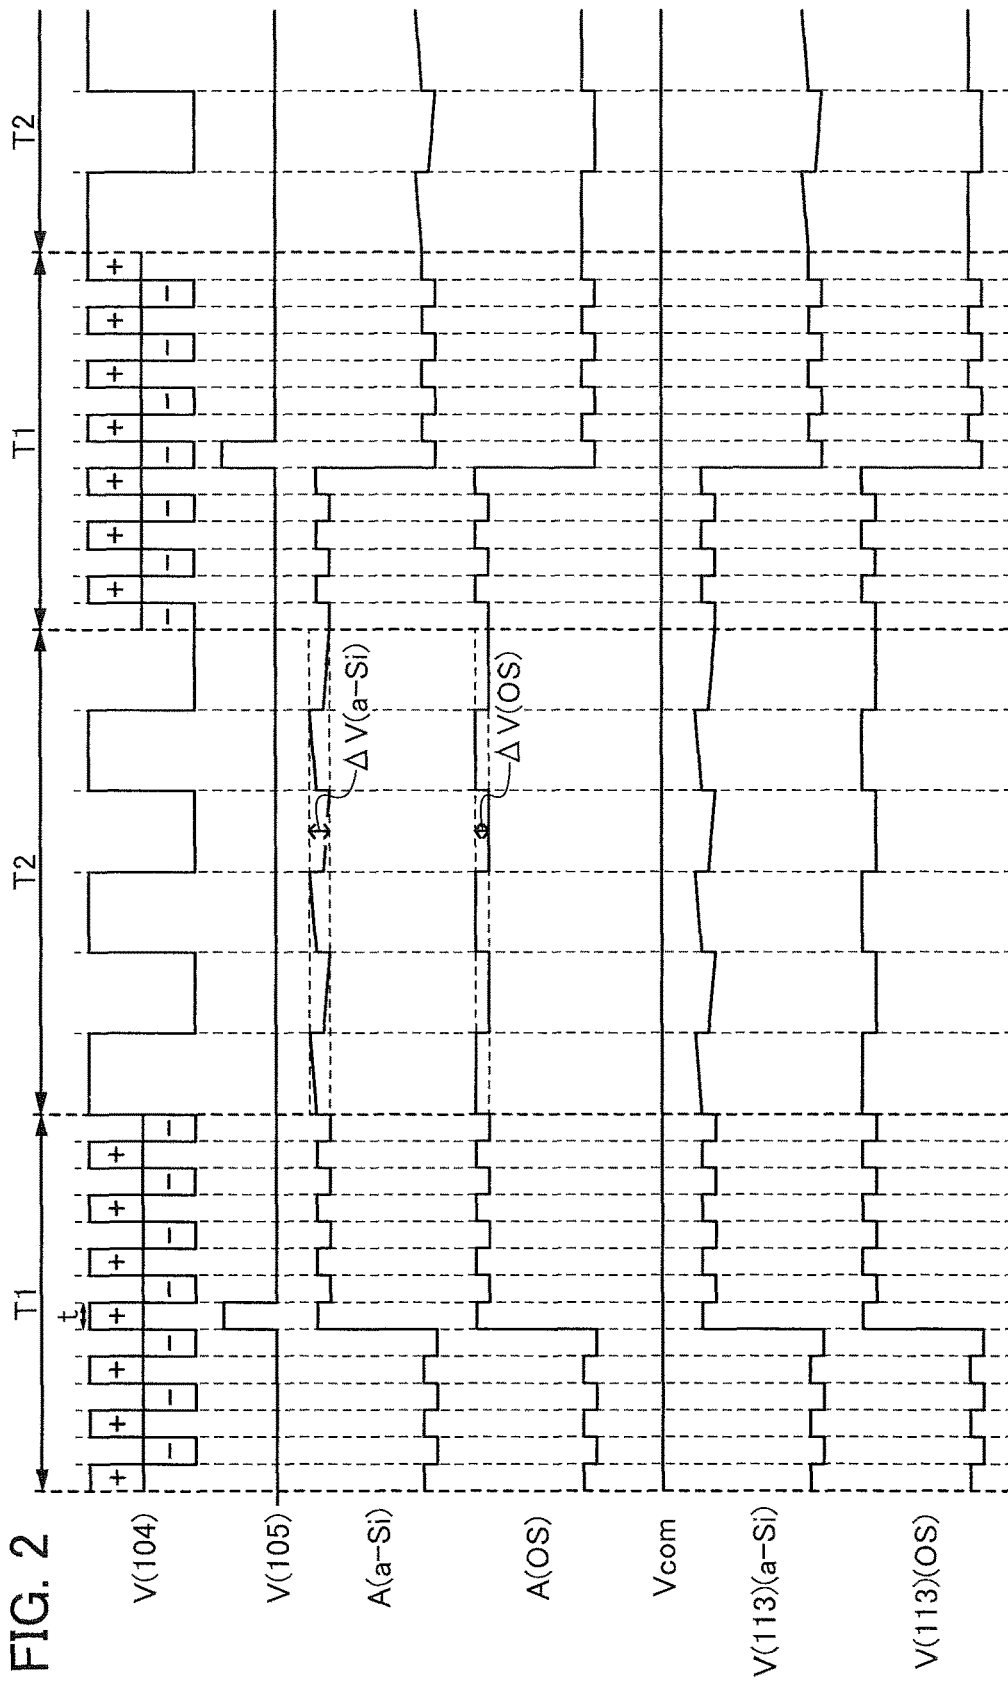 FIG. 2
T1 T2 T1 T2
t
V(104) + − + − + − + − + − + − + − − + − + − + − + − + − + − +
V(105)
A(a−Si) ΔV(a−Si)
A(OS) ΔV(OS)
Vcom
V(113)(a−Si)
V(113)(OS)